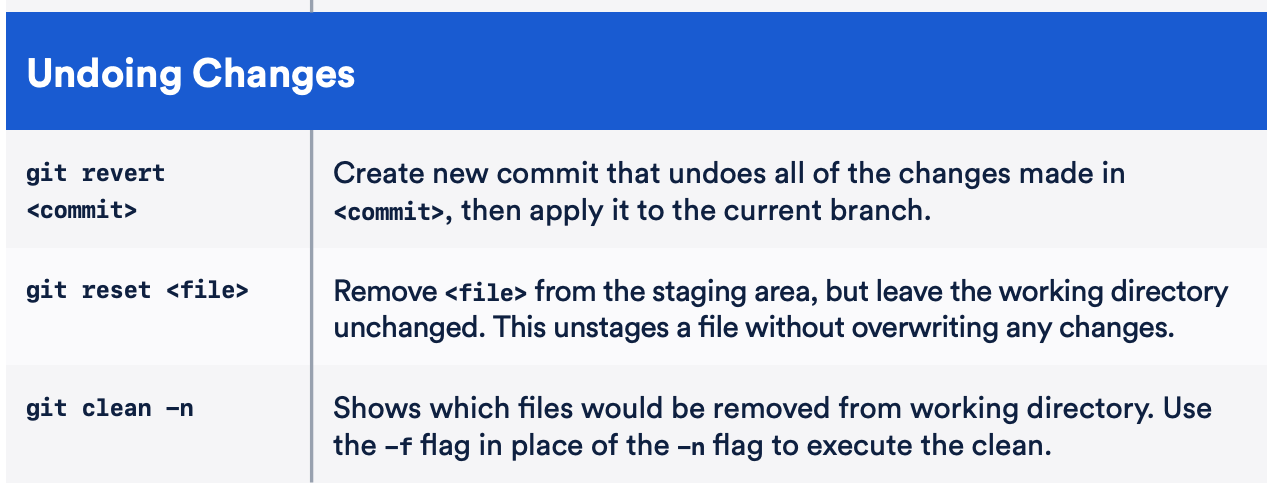 Undoing Changes
git revert
<commit>
Create new commit that undoes all of the changes made in
<commit>, then apply it to the current branch.
git reset <file>
Remove <file> from the staging area, but leave the working directory
unchanged. This unstages a file without overwriting any changes.
git clean -n
Shows which files would be removed from working directory. Use
the -f flag in place of the -n flag to execute the clean.